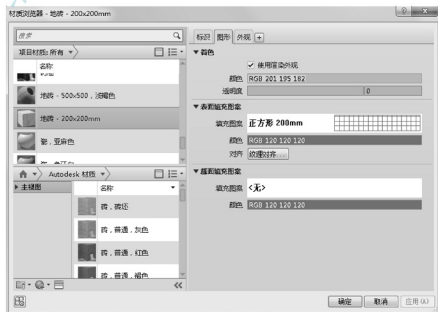 材质浏览器 - 地砖 - 200x200mm
搜索
项目材质:所有
名称
地砖 - 500x500，浅褐色
地砖 - 200x200mm
Autodesk 材质
主视图
名称
砖，砖坯
砖，普通，灰色
砖，普通，红色
砖，普通，褐色
标识 图形 外观
▼着色
使用渲染外观
颜色 RGB 201 195 182
透明度 0
▼表面填充图案
填充图案 正方形 200mm
颜色 RGB 120 120 120
对齐 纹理对齐...
▼截面填充图案
填充图案 <无>
颜色 RGB 120 120 120
确定 取消 应用(A)